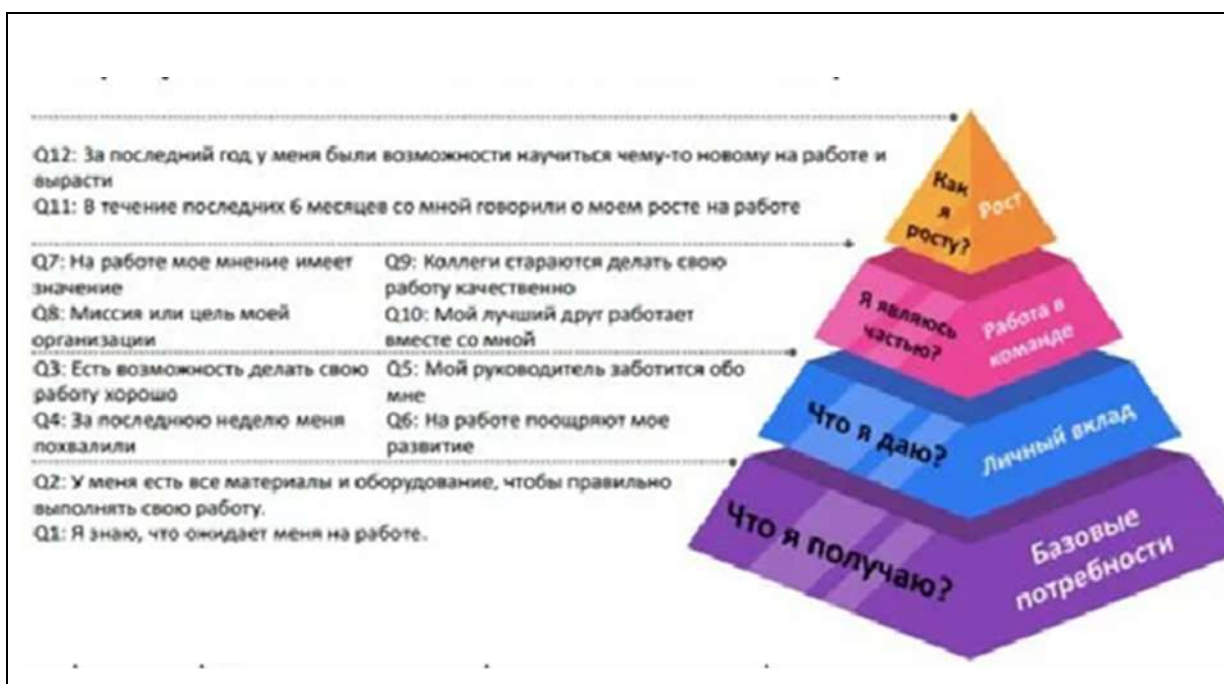 Q12: За последний год у меня были возможности научиться чему-то новому на работе и
вырасти
Q11: В течение последних 6 месяцев со мной говорили о моем росте на работе
Q7: На работе мое мнение имеет
значение
Q8: Миссия или цель моей
организации
Q9: Коллеги стараются делать свою
работу качественно
Q10: Мой лучший друг работает
вместе со мной
Q3: Есть возможность делать свою
работу хорошо
Q4: За последнюю неделю меня
похвалили
Q5: Мой руководитель заботится обо
мне
Q6: На работе поощряют мое
развитие
Q2: У меня есть все материалы и оборудование, чтобы правильно
выполнять свою работу.
Q1: Я знаю, что ожидает меня на работе.
Как
я
росту?
Рост
Я являюсь
частью?
Работа в
команде
Что я даю?
Личный вклад
Что я получаю?
Базовые
потребности